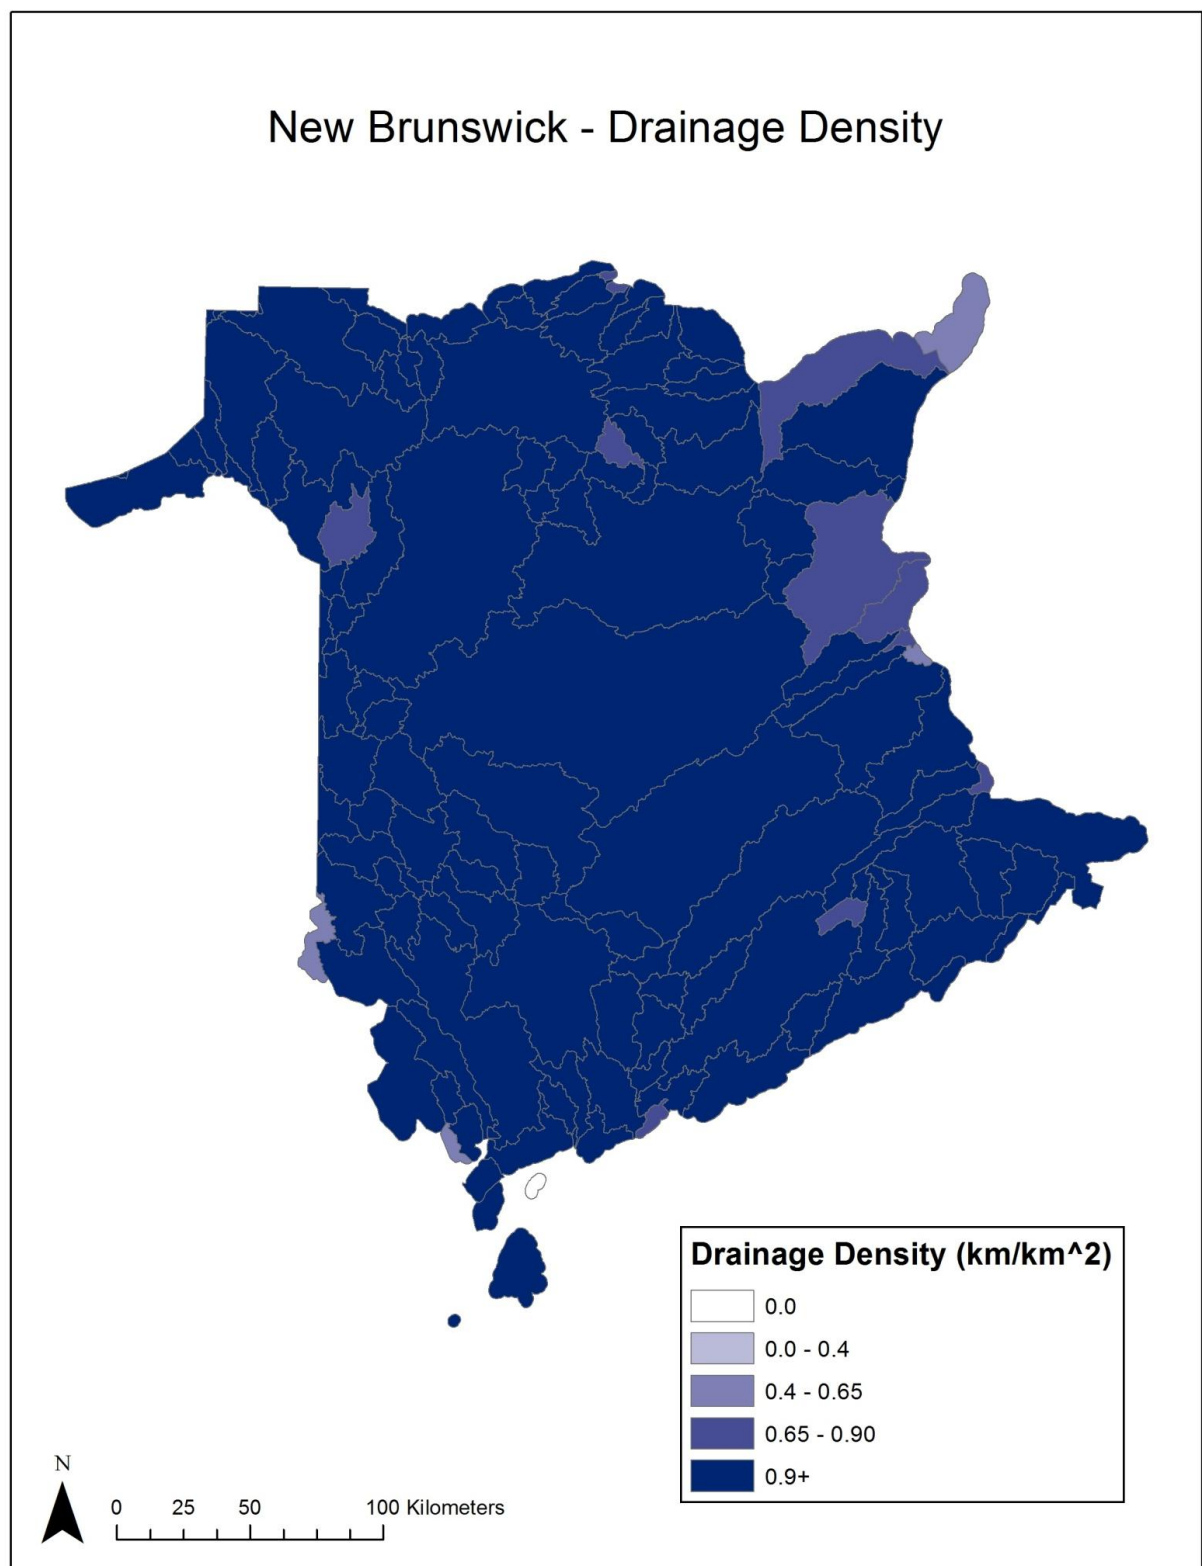 New Brunswick - Drainage Density
Drainage Density (km/km^2)
0.0
0.0 - 0.4
0.4 - 0.65
0.65 - 0.90
0.9+
N
0 25 50 100 Kilometers